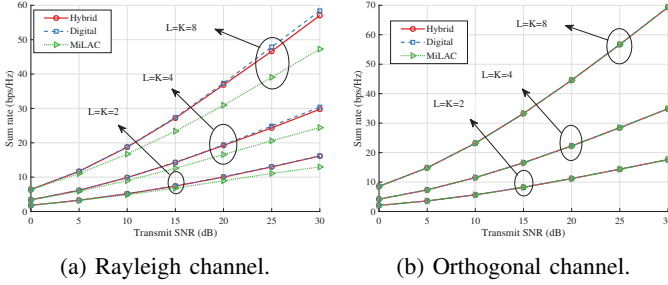 60
50
40
30
20
10
0
Sum rate (bps/Hz)
Hybrid
Digital
MiLAC
L=K=8
L=K=4
L=K=2
0 5 10 15 20 25 30
Transmit SNR (dB)
(a) Rayleigh channel.
70
60
50
40
30
20
10
0
Sum rate (bps/Hz)
Hybrid
Digital
MiLAC
L=K=8
L=K=4
L=K=2
0 5 10 15 20 25 30
Transmit SNR (dB)
(b) Orthogonal channel.